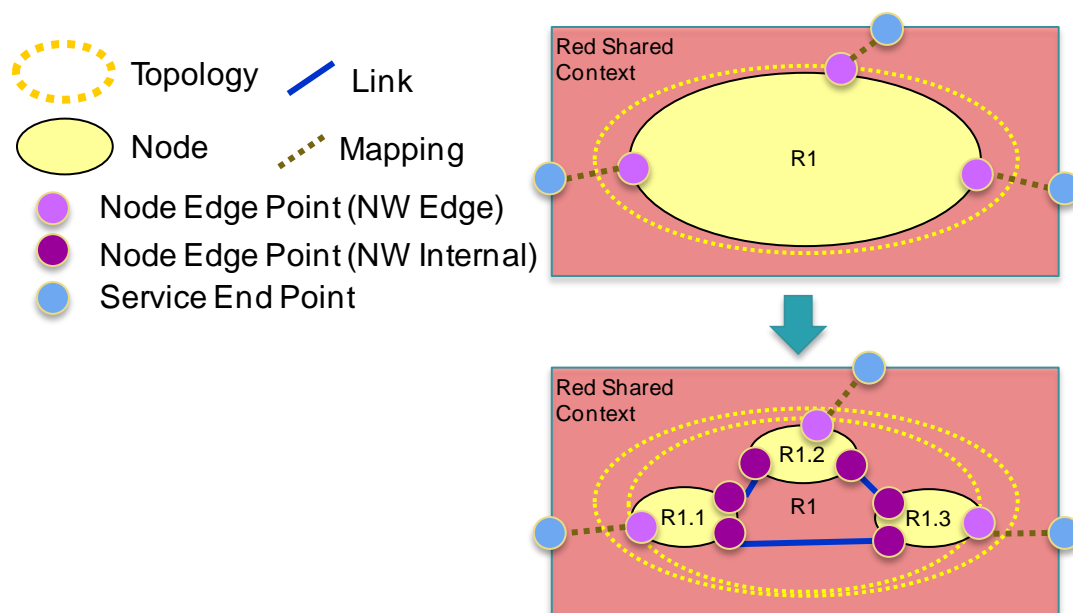 Topology
Link
Node
Mapping
Node Edge Point (NW Edge)
Node Edge Point (NW Internal)
Service End Point
Red Shared
Context
R1
Red Shared
Context
R1.2
R1.1
R1
R1.3